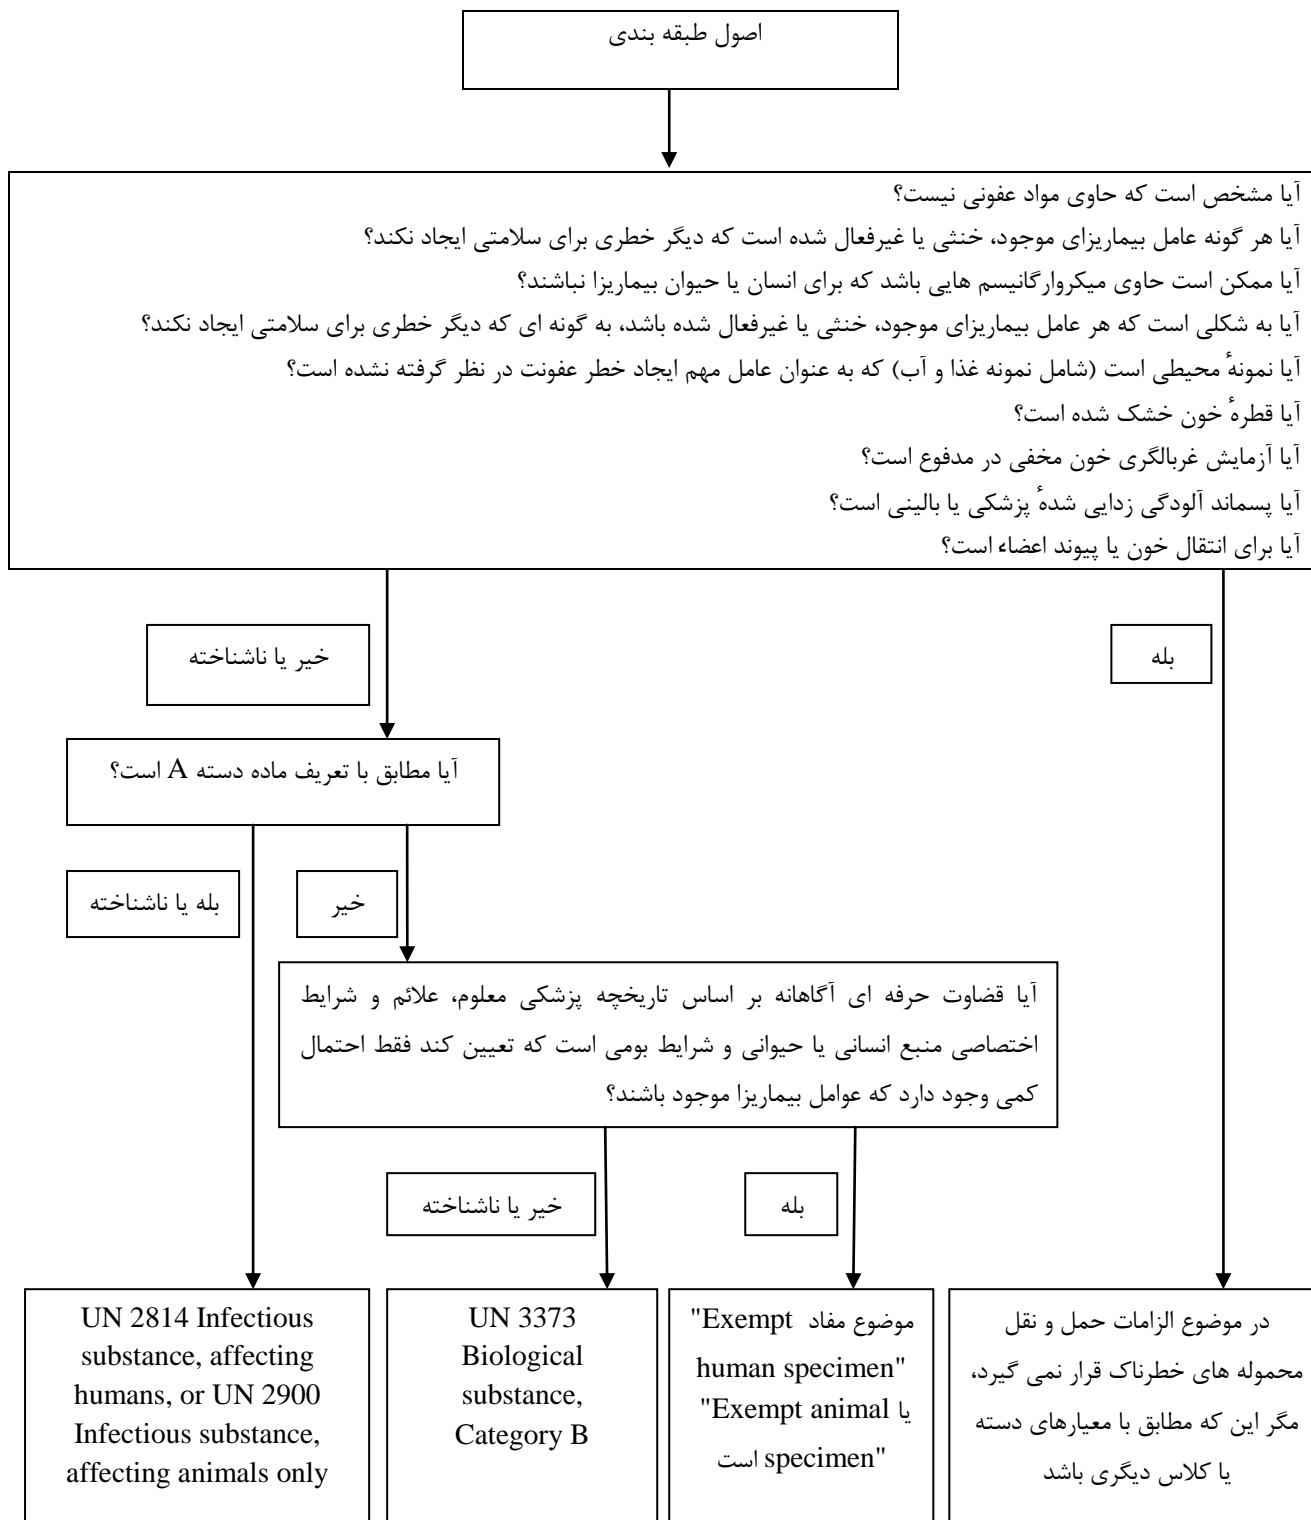 اصول طبقه بندی
آیا مشخص است که حاوی مواد عفونی نیست؟
آیا هر گونه عامل بیماریزای موجود، خنثی یا غیرفعال شده است که دیگر خطری برای سلامتی ایجاد نکند؟
آیا ممکن است حاوی میکروارگانیسم هایی باشد که برای انسان یا حیوان بیماریزا نباشند؟
آیا به شکلی است که هر عامل بیماریزای موجود، خنثی یا غیرفعال شده باشد، به گونه ای که دیگر خطری برای سلامتی ایجاد نکند؟
آیا نمونهٔ محیطی است (شامل نمونه غذا و آب) که به عنوان عامل مهم ایجاد خطر عفونت در نظر گرفته نشده است؟
آیا قطرهٔ خون خشک شده است؟
آیا آزمایش غربالگری خون مخفی در مدفوع است؟
آیا پسماند آلودگی زدایی شدهٔ پزشکی یا بالینی است؟
آیا برای انتقال خون یا پیوند اعضاء است؟
خیر یا ناشناخته
بله
آیا مطابق با تعریف ماده دسته A است؟
بله یا ناشناخته
خیر
آیا قضاوت حرفه ای آگاهانه بر اساس تاریخچه پزشکی معلوم، علائم و شرایط
اختصاصی منبع انسانی یا حیوانی و شرایط بومی است که تعیین کند فقط احتمال
کمی وجود دارد که عوامل بیماریزا موجود باشند؟
خیر یا ناشناخته
بله
UN 2814 Infectious
substance, affecting
humans, or UN 2900
Infectious substance,
affecting animals only
UN 3373
Biological
substance,
Category B
موضوع مفاد "Exempt
human specimen"
یا "Exempt animal
specimen" است
در موضوع الزامات حمل و نقل
محموله های خطرناک قرار نمی گیرد،
مگر این که مطابق با معیارهای دسته
یا کلاس دیگری باشد